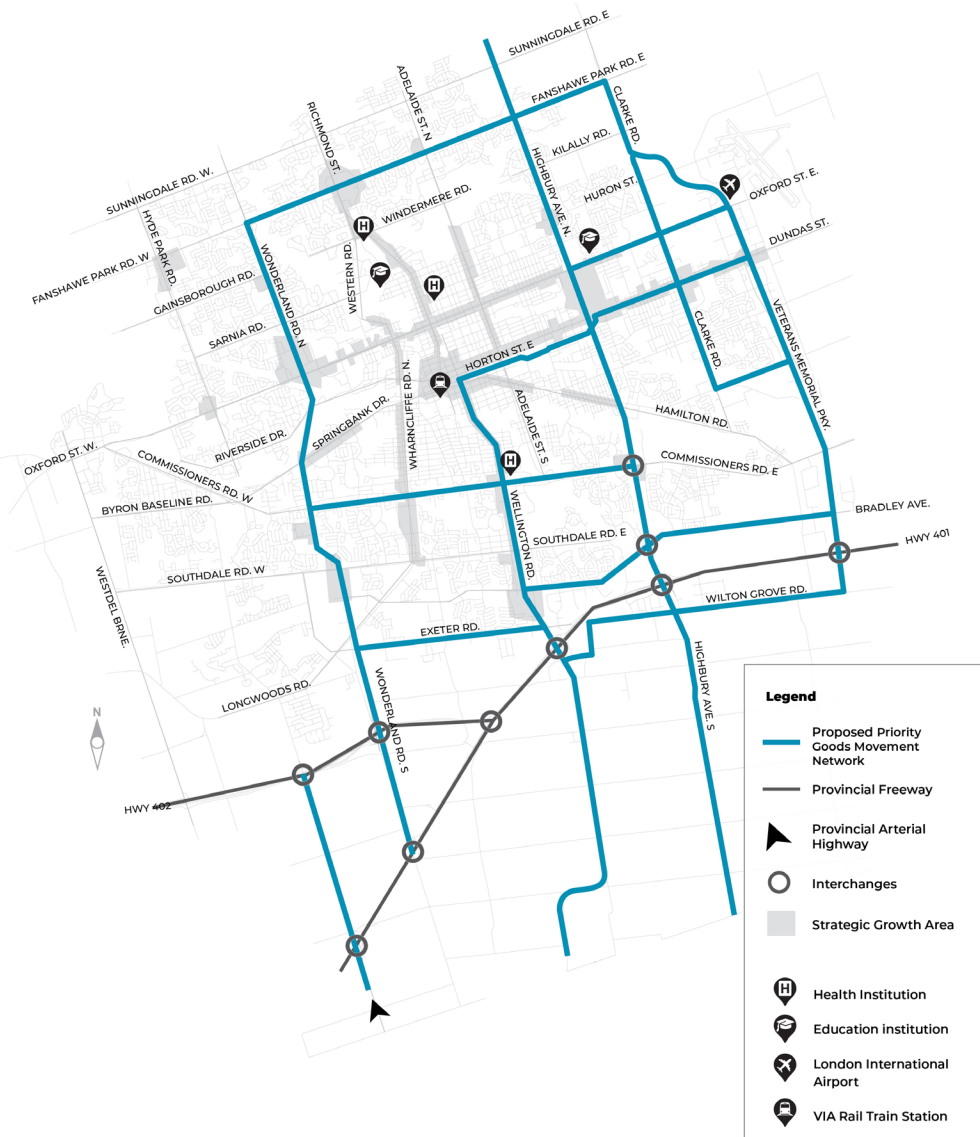 SUNNINGDALE RD. E
FANSHAWE PARK RD. E
ADELAIDE ST. N
RICHMOND ST.
CLARKE RD.
KILALLY RD.
HIGHBURY AVE. N.
HURON ST.
OXFORD ST. E.
WINDERMERE RD.
SUNNINGDALE RD. W.
HYDE PARK RD.
DUNDAS ST.
WESTERN RD.
FANSHAWE PARK RD. W
GAINSBOROUGH RD.
WONDERLAND RD. N
SARNIA RD.
VETERANS MEMORIAL PKY.
CLARKE RD.
HORTON ST. E
WHARNCLIFFE RD. N.
ADELAIDE ST. S
SPRINGBANK DR.
HAMILTON RD.
RIVERSIDE DR.
OXFORD ST. W.
COMMISSIONERS RD. W
COMMISSIONERS RD. E
BYRON BASELINE RD.
WELLINGTON RD.
BRADLEY AVE.
SOUTHDALE RD. E
HWY 401
SOUTHDALE RD. W
WESTDEL BRNE.
WILTON GROVE RD.
EXETER RD.
HIGHBURY AVE. S
LONGWOODS RD.
WONDERLAND RD. S
N
HWY 402
Legend
Proposed Priority
Goods Movement
Network
Provincial Freeway
Provincial Arterial
Highway
Interchanges
Strategic Growth Area
H
H
H
H
Health Institution
Education institution
London International
Airport
VIA Rail Train Station